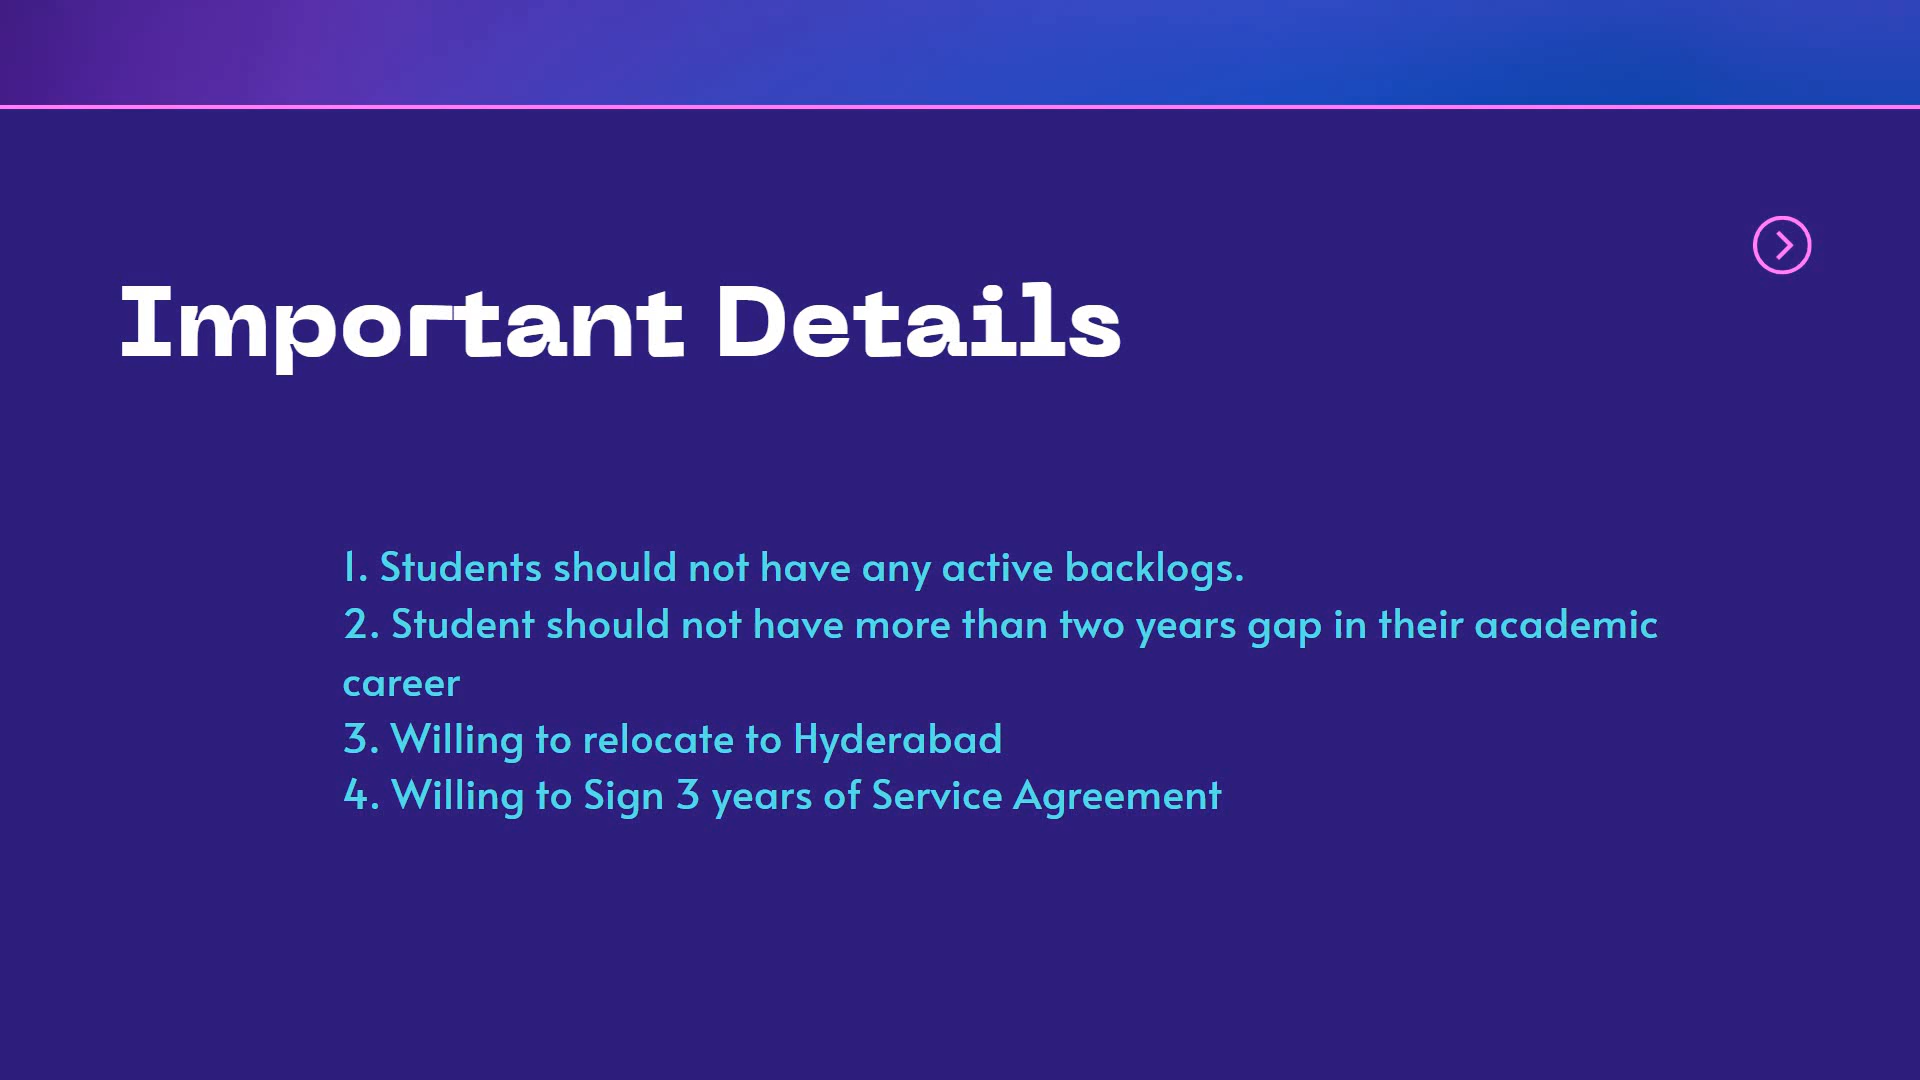 Important Details
1. Students should not have any active backlogs.
2. Student should not have more than two years gap in their academic
career
3. Willing to relocate to Hyderabad
4. Willing to Sign 3 years of Service Agreement